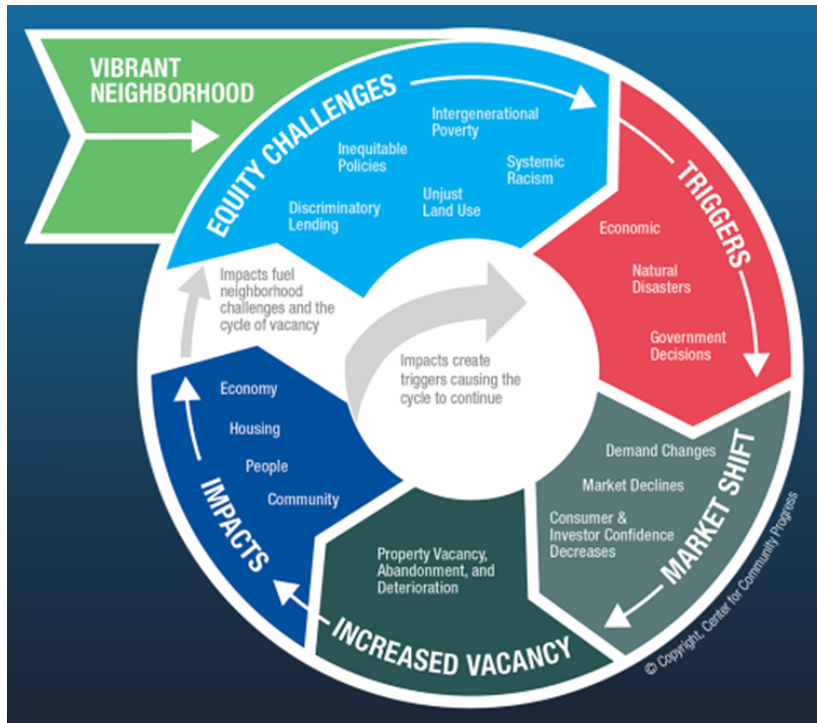 VIBRANT
NEIGHBORHOOD
EQUITY CHALLENGES
Intergenerational
Poverty
Inequitable
Policies
Systemic
Racism
Unjust
Land Use
Discriminatory
Lending
TRIGGERS
Economic
Natural
Disasters
Government
Decisions
MARKET SHIFT
Demand Changes
Market Declines
Consumer &
Investor Confidence
Decreases
INCREASED VACANCY
Property Vacancy,
Abandonment, and
Deterioration
IMPACTS
Economy
Housing
People
Community
Impacts fuel
neighborhood
challenges and the
cycle of vacancy
Impacts create
triggers causing the
cycle to continue
© Copyright, Center for Community Progress